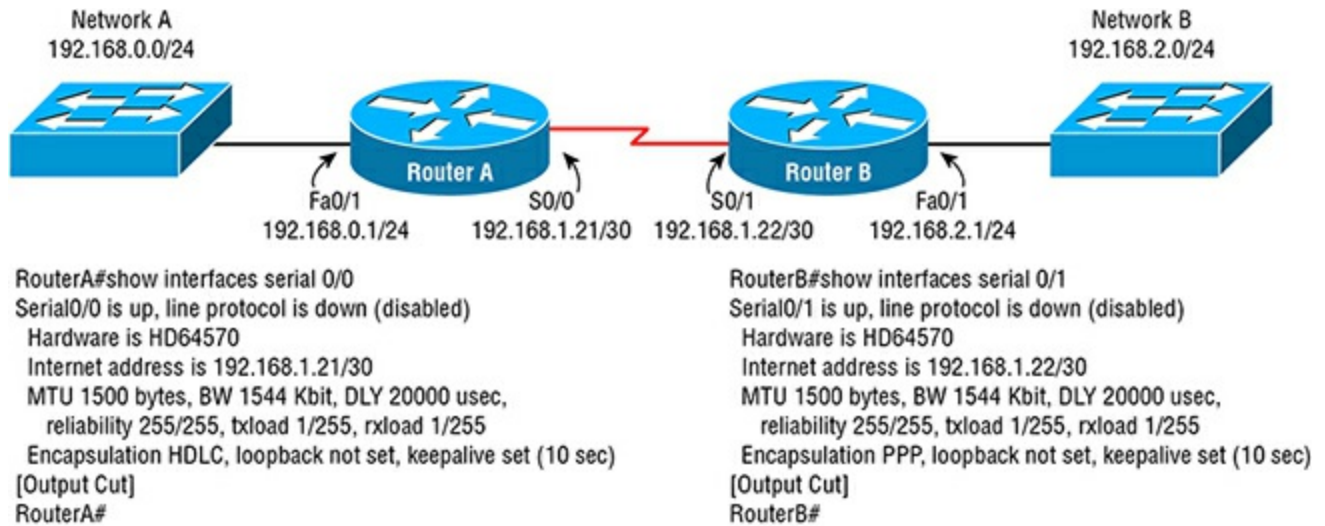 Network A
192.168.0.0/24
Network B
192.168.2.0/24
Router A
Router B
Fa0/1
192.168.0.1/24
S0/0
192.168.1.21/30
S0/1
192.168.1.22/30
Fa0/1
192.168.2.1/24
RouterA#show interfaces serial 0/0
Serial0/0 is up, line protocol is down (disabled)
Hardware is HD64570
Internet address is 192.168.1.21/30
MTU 1500 bytes, BW 1544 Kbit, DLY 20000 usec,
reliability 255/255, txload 1/255, rxload 1/255
Encapsulation HDLC, loopback not set, keepalive set (10 sec)
[Output Cut]
RouterA#
RouterB#show interfaces serial 0/1
Serial0/1 is up, line protocol is down (disabled)
Hardware is HD64570
Internet address is 192.168.1.22/30
MTU 1500 bytes, BW 1544 Kbit, DLY 20000 usec,
reliability 255/255, txload 1/255, rxload 1/255
Encapsulation PPP, loopback not set, keepalive set (10 sec)
[Output Cut]
RouterB#